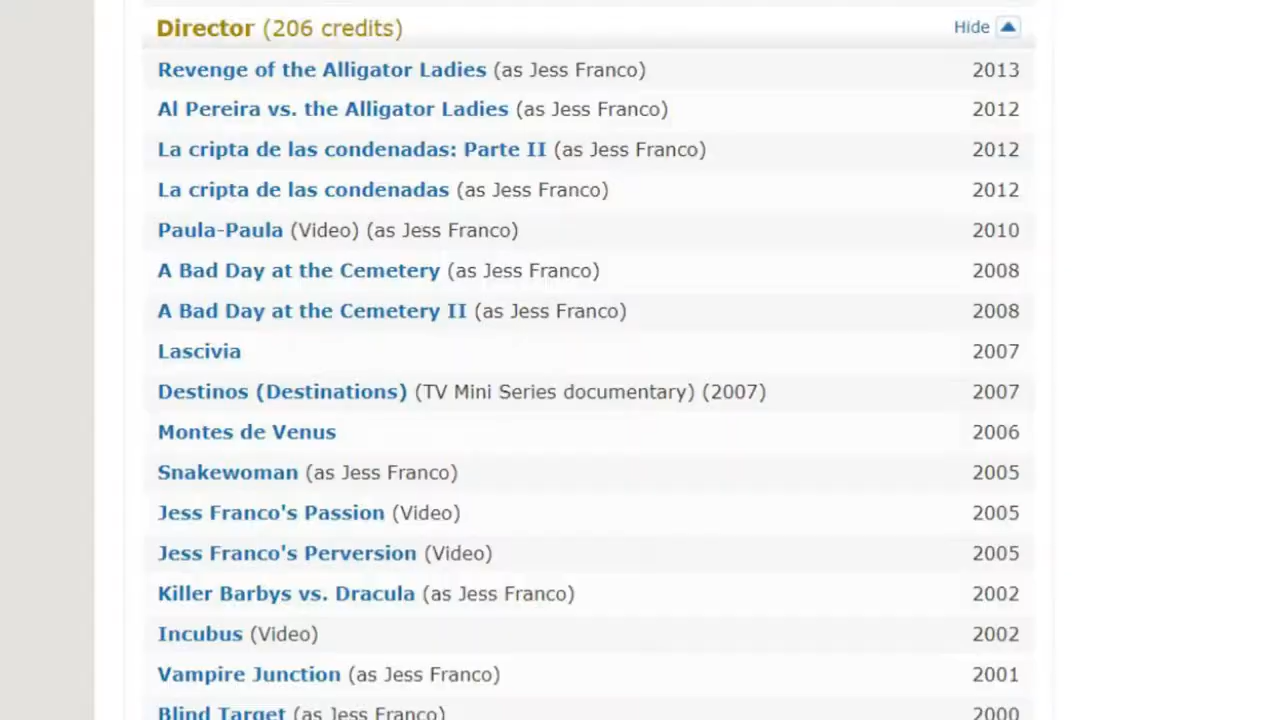 Director (206 credits) Hide
Revenge of the Alligator Ladies (as Jess Franco) 2013
Al Pereira vs. the Alligator Ladies (as Jess Franco) 2012
La cripta de las condenadas: Parte II (as Jess Franco) 2012
La cripta de las condenadas (as Jess Franco) 2012
Paula-Paula (Video) (as Jess Franco) 2010
A Bad Day at the Cemetery (as Jess Franco) 2008
A Bad Day at the Cemetery II (as Jess Franco) 2008
Lascivia 2007
Destinos (Destinations) (TV Mini Series documentary) (2007) 2007
Montes de Venus 2006
Snakewoman (as Jess Franco) 2005
Jess Franco's Passion (Video) 2005
Jess Franco's Perversion (Video) 2005
Killer Barbys vs. Dracula (as Jess Franco) 2002
Incubus (Video) 2002
Vampire Junction (as Jess Franco) 2001
Blind Target (as Jess Franco) 2000